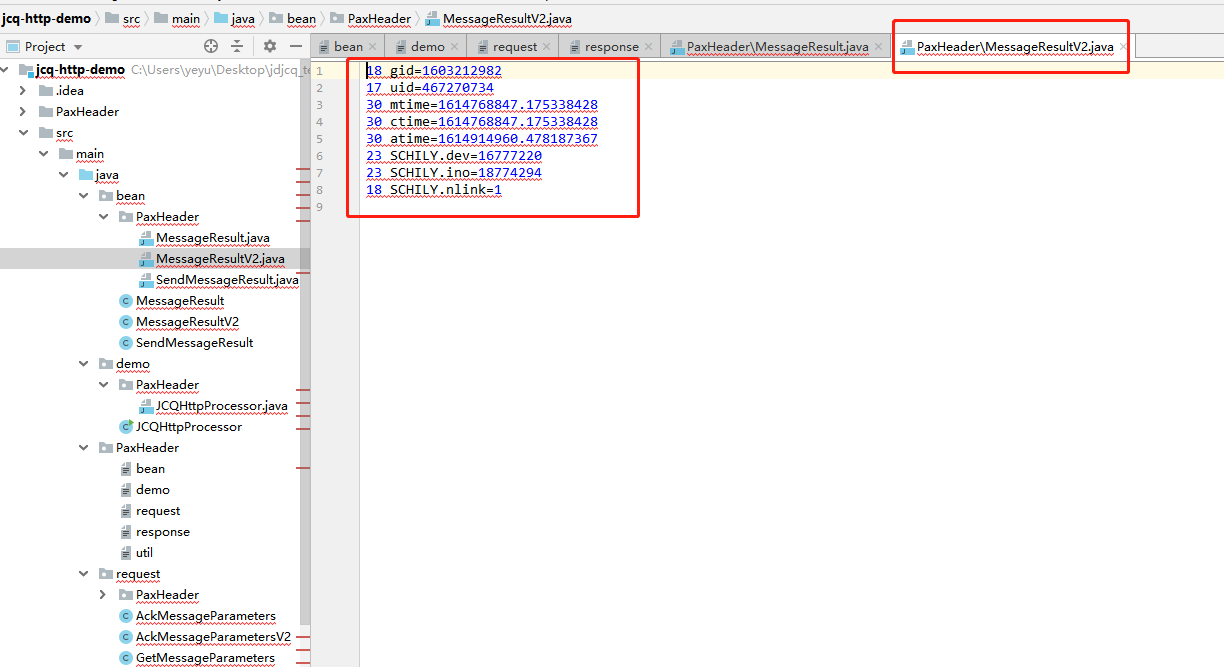 jcq-http-demo src main java bean PaxHeader MessageResultV2.java
Project
bean demo request response PaxHeader\MessageResult.java PaxHeader\MessageResultV2.java
jcq-http-demo C:\Users\yeyu\Desktop\jdjcq_te
.idea
PaxHeader
src
main
java
bean
PaxHeader
MessageResult.java
MessageResultV2.java
SendMessageResult.java
MessageResult
MessageResultV2
SendMessageResult
demo
PaxHeader
JCQHttpProcessor.java
JCQHttpProcessor
PaxHeader
bean
demo
request
response
util
request
PaxHeader
AckMessageParameters
AckMessageParametersV2
GetMessageParameters
1 18 gid=1603212982
2 17 uid=467270734
3 30 mtime=1614768847.175338428
4 30 ctime=1614768847.175338428
5 30 atime=1614914960.478187367
6 23 SCHILY.dev=16777220
7 23 SCHILY.ino=18774294
8 18 SCHILY.nlink=1
9